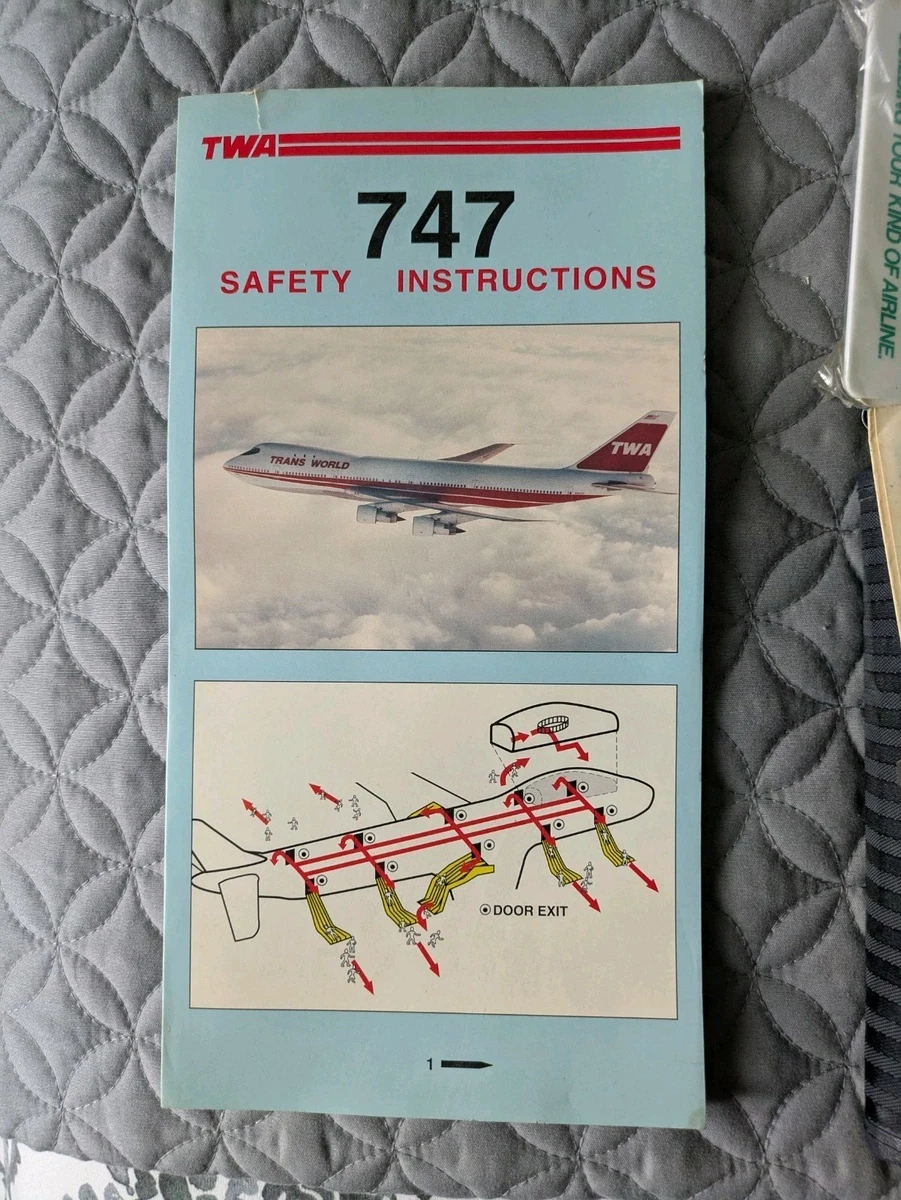 TWA
747
SAFETY INSTRUCTIONS
TRANS WORLD
TWA
DOOR EXIT
1
YOUR KIND OF AIRLINE.